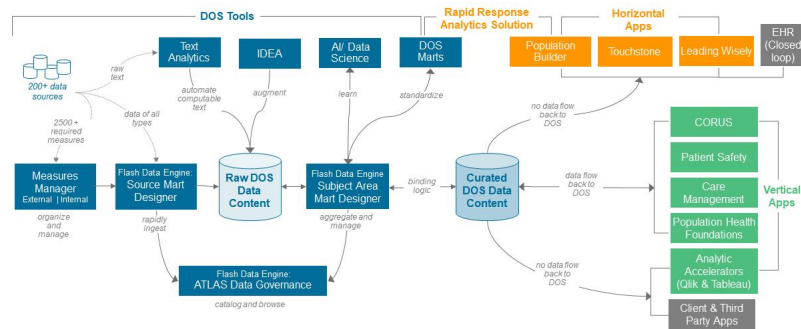 DOS Tools
Rapid Response
Analytics Solution
Horizontal
Apps
Text
Analytics
IDEA
AI/ Data
Science
DOS
Marts
Population
Builder
Touchstone
Leading Wisely
EHR
(Closed
loop)
raw
text
200+ data
sources
automate
computable
text
augment
learn
standardize
no data flow
back to DOS
2500 +
required
measures
data of all
types
Measures
Manager
External | Internal
Flash Data Engine:
Source Mart
Designer
Raw DOS
Data
Content
Flash Data Engine
Subject Area
Mart Designer
binding
logic
Curated
DOS Data
Content
data flow
back to
DOS
CORUS
Patient Safety
Care
Management
Population Health
Foundations
Analytic
Accelerators
(Qlik & Tableau)
Vertical
Apps
organize
and
manage
rapidly
ingest
aggregate and
manage
no data flow
back to
DOS
Flash Data Engine:
ATLAS Data Governance
catalog and browse
Client & Third
Party Apps